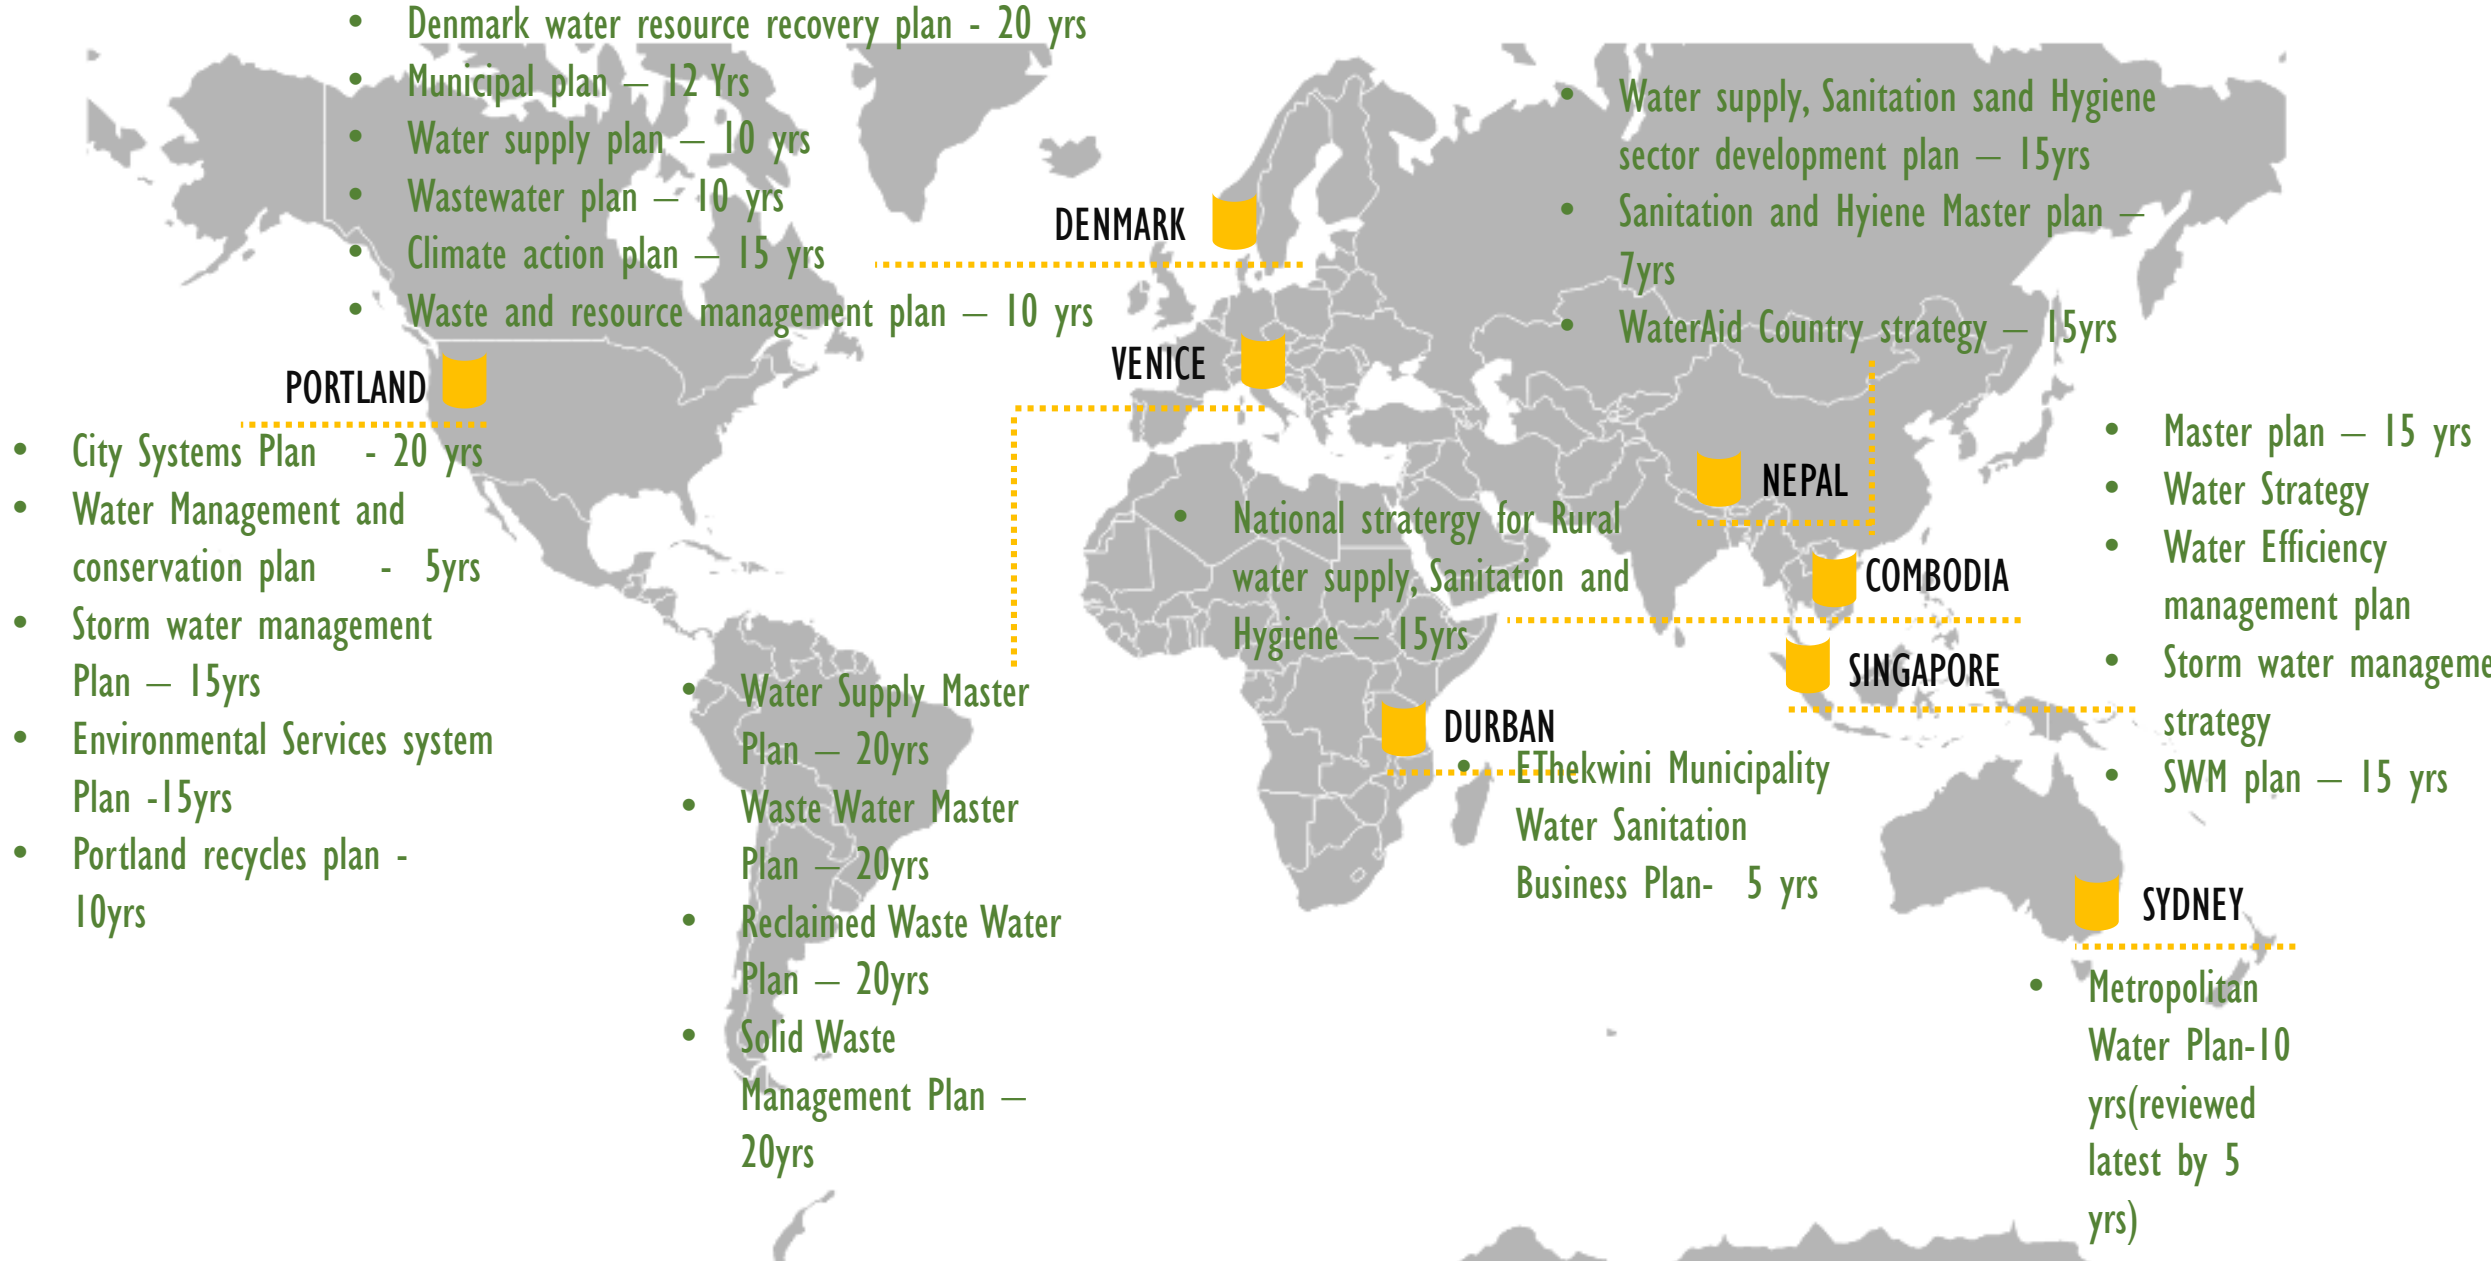 • Denmark water resource recovery plan - 20 yrs
• Municipal plan – 12 Yrs
• Water supply plan – 10 yrs
• Wastewater plan – 10 yrs
• Climate action plan – 15 yrs
• Waste and resource management plan – 10 yrs
DENMARK
• Water supply, Sanitation sand Hygiene
sector development plan – 15yrs
• Sanitation and Hyiene Master plan –
7yrs
• WaterAid Country strategy – 15yrs
NEPAL
PORTLAND
• City Systems Plan - 20 yrs
• Water Management and
conservation plan - 5yrs
• Storm water management
Plan – 15yrs
• Environmental Services system
Plan -15yrs
• Portland recycles plan -
10yrs
VENICE
• Water Supply Master
Plan – 20yrs
• Waste Water Master
Plan – 20yrs
• Reclaimed Waste Water
Plan – 20yrs
• Solid Waste
Management Plan –
20yrs
• National stratergy for Rural
water supply, Sanitation and
Hygiene – 15yrs
COMBODIA
SINGAPORE
• Master plan – 15 yrs
• Water Strategy
• Water Efficiency
management plan
• Storm water manageme
strategy
• SWM plan – 15 yrs
DURBAN
• EThekwini Municipality
Water Sanitation
Business Plan- 5 yrs
SYDNEY
• Metropolitan
Water Plan-10
yrs(reviewed
latest by 5
yrs)